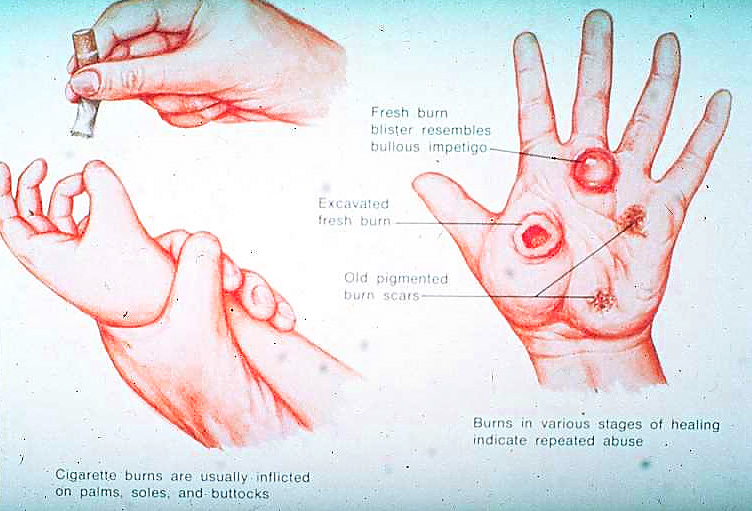 Fresh burn
blister resembles
bullous impetigo
Excavated
fresh burn
Old pigmented
burn scars
Burns in various stages of healing
indicate repeated abuse
Cigarette burns are usually inflicted
on palms, soles, and buttocks